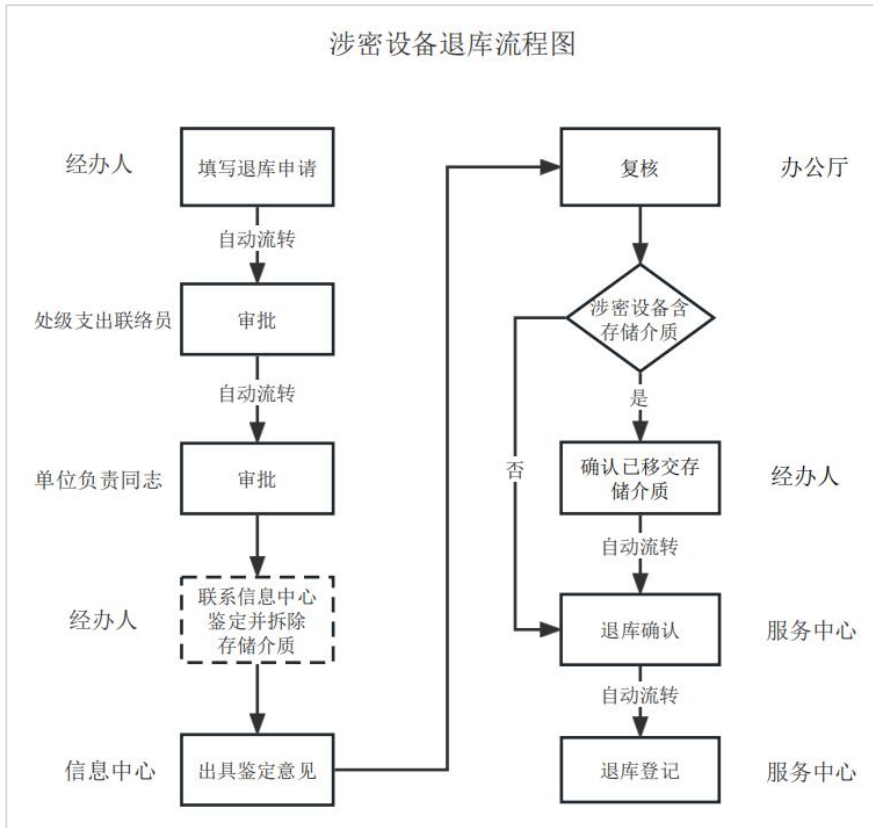 涉密设备退库流程图
经办人
填写退库申请
自动流转
处级支出联络员
审批
自动流转
单位负责同志
审批
经办人
联系信息中心
鉴定并拆除
存储介质
信息中心
出具鉴定意见
复核
办公厅
涉密设备含
存储介质
是
否
确认已移交存
储介质
经办人
自动流转
退库确认
服务中心
自动流转
退库登记
服务中心